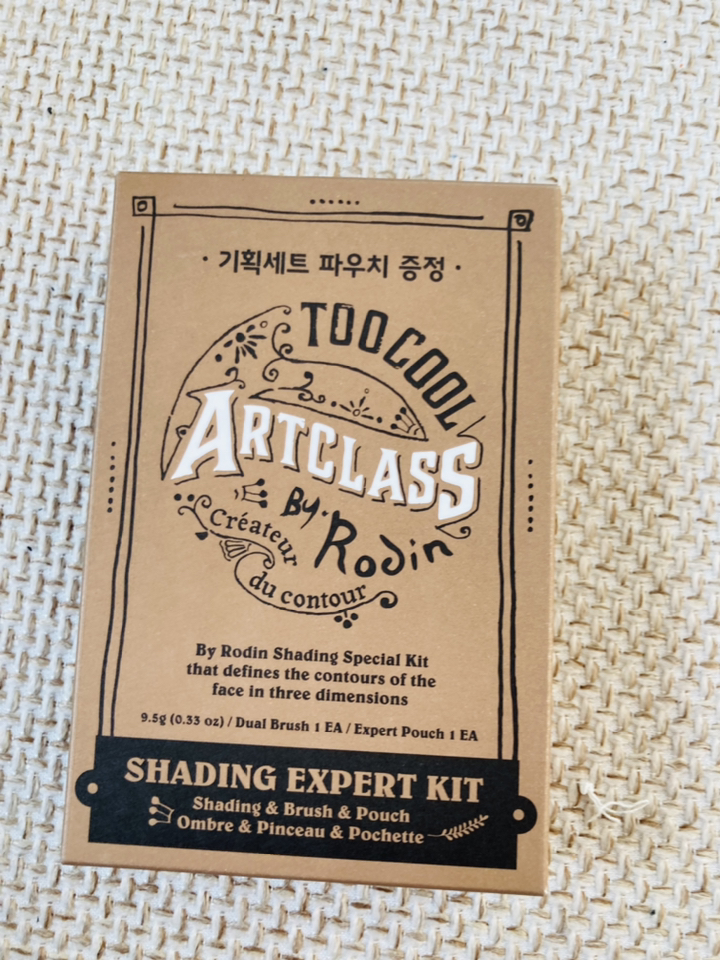 · 기획세트 파우치 증정 ·
TOO COOL
ARTCLASS
By. Rodin
Créateur
du contour
By Rodin Shading Special Kit
that defines the contours of the
face in three dimensions
9.5g (0.33 oz) / Dual Brush 1 EA / Expert Pouch 1 EA
SHADING EXPERT KIT
Shading & Brush & Pouch
Ombre & Pinceau & Pochette